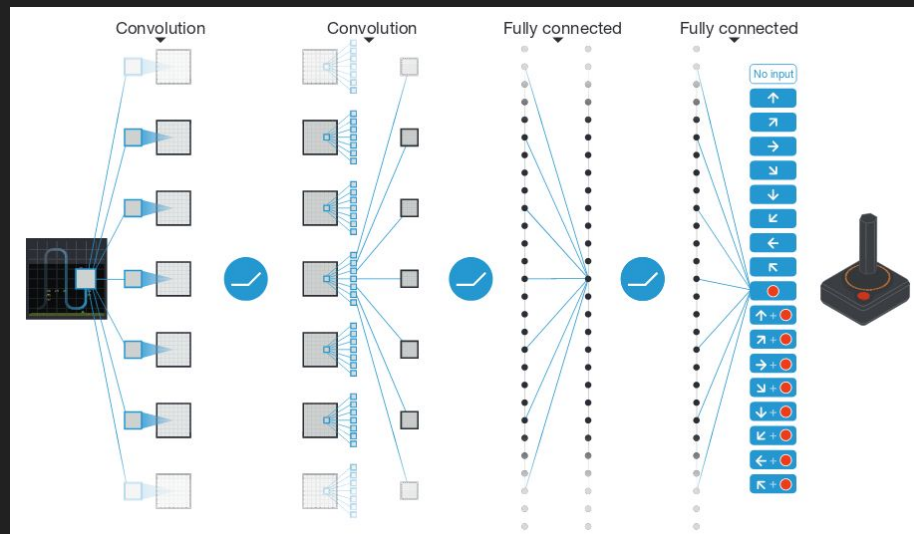 Convolution
Convolution
Fully connected
Fully connected
No input
+
+
+
+
+
+
+
+